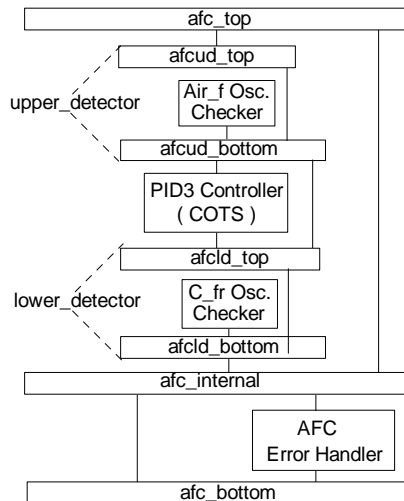 afc_top
afcud_top
upper_detector
Air_f Osc.
Checker
afcud_bottom
PID3 Controller
( COTS )
afcld_top
lower_detector
C_fr Osc.
Checker
afcld_bottom
afc_internal
AFC
Error Handler
afc_bottom